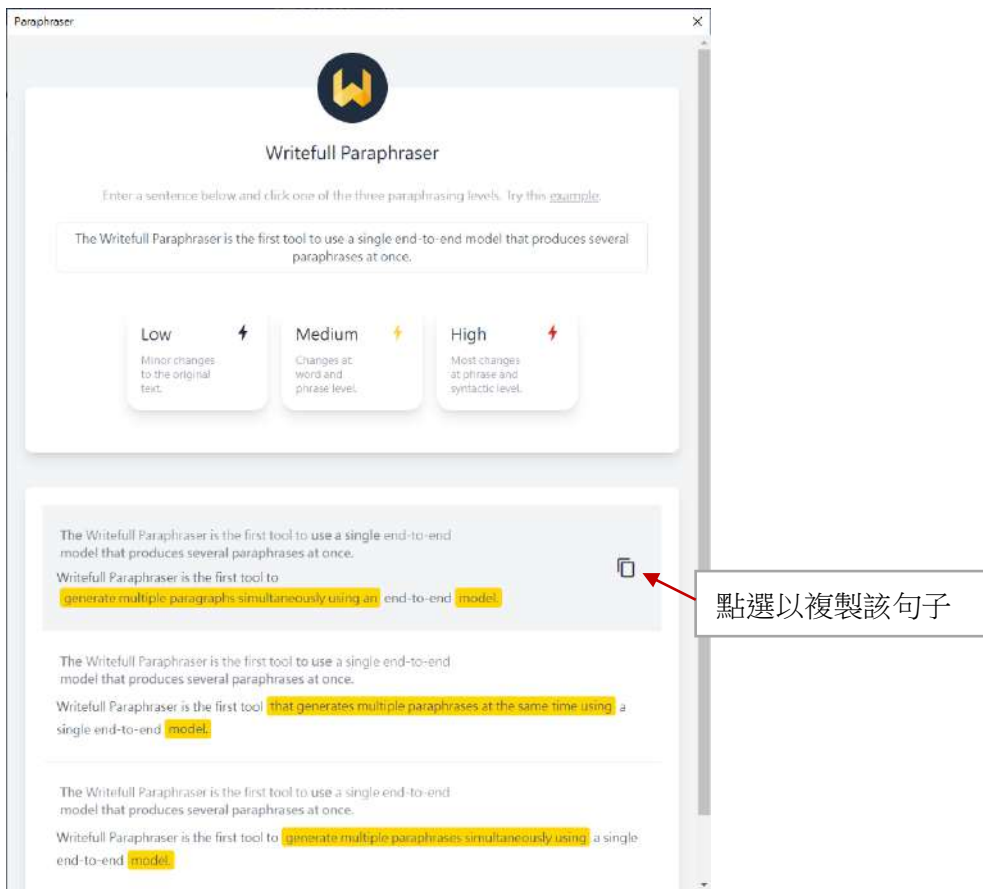 Paraphraser
Writefull Paraphraser
Enter a sentence below and click one of the three paraphrasing levels. Try this example.
The Writefull Paraphraser is the first tool to use a single end-to-end model that produces several
paraphrases at once.
Low
Minor changes
to the original
text.
Medium
Changes at
word and
phrase level.
High
Most changes
at phrase and
syntactic level.
The Writefull Paraphraser is the first tool to use a single end-to-end
model that produces several paraphrases at once.
Writefull Paraphraser is the first tool to
generate multiple paragraphs simultaneously using an end-to-end model.
點選以複製該句子
The Writefull Paraphraser is the first tool to use a single end-to-end
model that produces several paraphrases at once.
Writefull Paraphraser is the first tool that generates multiple paraphrases at the same time using a
single end-to-end model.
The Writefull Paraphraser is the first tool to use a single end-to-end
model that produces several paraphrases at once.
Writefull Paraphraser is the first tool to generate multiple paraphrases simultaneously using a single
end-to-end model.